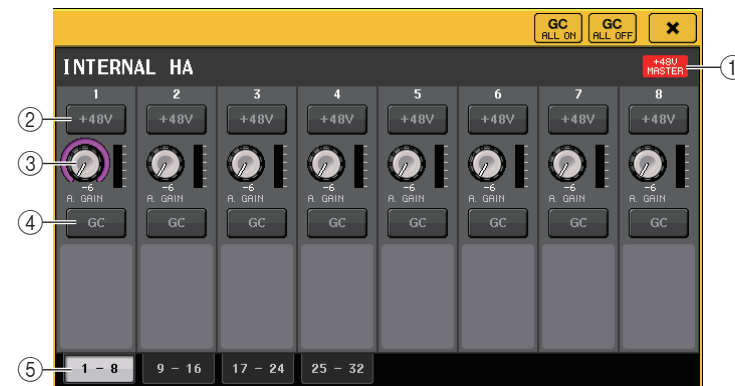 GC ALL ON GC ALL OFF ×
INTERNAL HA +48V MASTER ①
1 2 3 4 5 6 7 8
② +48V +48V +48V +48V +48V +48V +48V +48V
③
-6 -6 -6 -6 -6 -6 -6 -6
A. GAIN A. GAIN A. GAIN A. GAIN A. GAIN A. GAIN A. GAIN A. GAIN
④ GC GC GC GC GC GC GC GC
⑤ 1 - 8 9 - 16 17 - 24 25 - 32